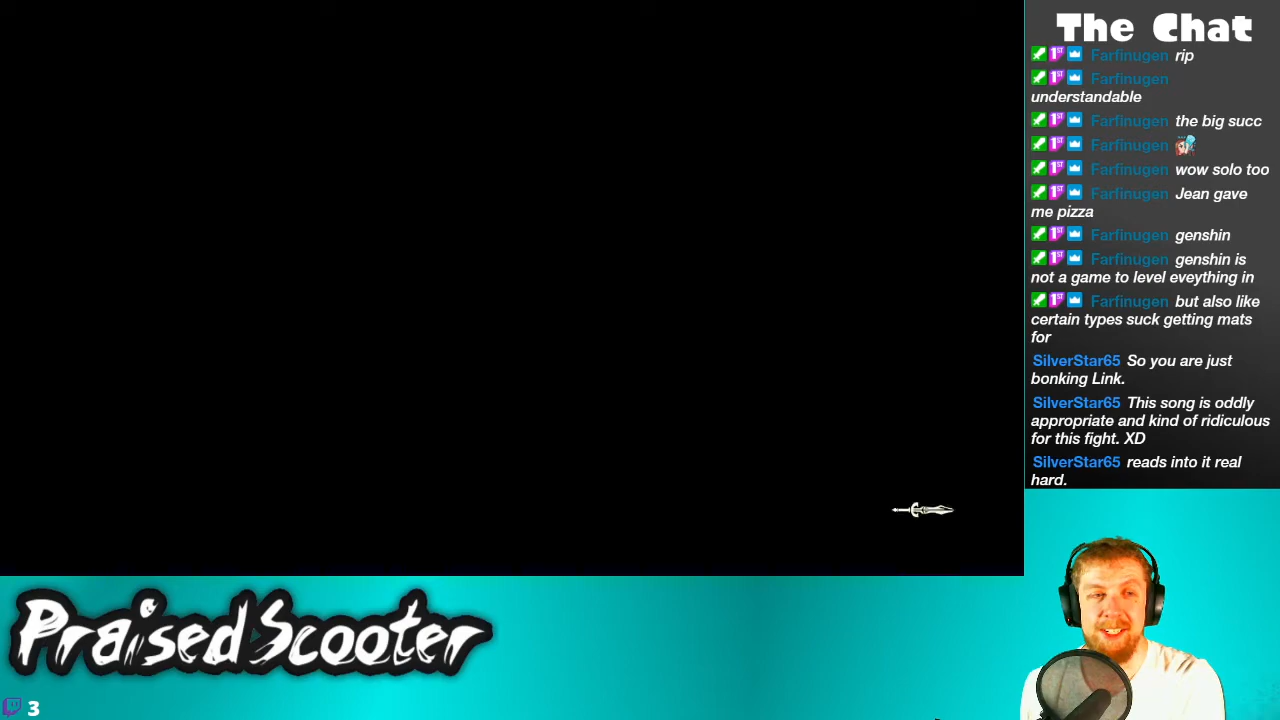 The Chat
Farfinugen rip
Farfinugen
understandable
Farfinugen the big succ
Farfinugen
Farfinugen wow solo too
Farfinugen Jean gave
me pizza
Farfinugen genshin
Farfinugen genshin is
not a game to level eveything in
Farfinugen but also like
certain types suck getting mats
for
SilverStar65 So you are just
bonking Link.
SilverStar65 This song is oddly
appropriate and kind of ridiculous
for this fight. XD
SilverStar65 reads into it real
hard.
PraisedScooter
3